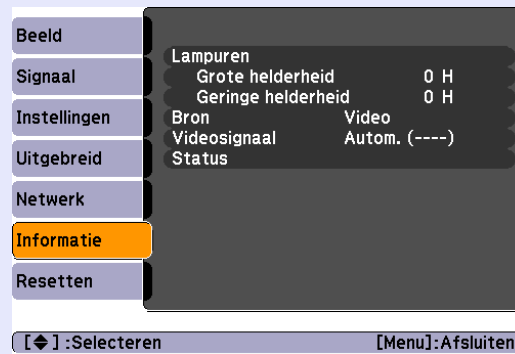 Beeld
Signaal
Instellingen
Uitgebreid
Netwerk
Informatie
Resetten
Lampuren
Grote helderheid 0 H
Geringe helderheid 0 H
Bron Video
Videosignaal Autom. (----)
Status
[◆] :Selecteren [Menu]:Afsluiten